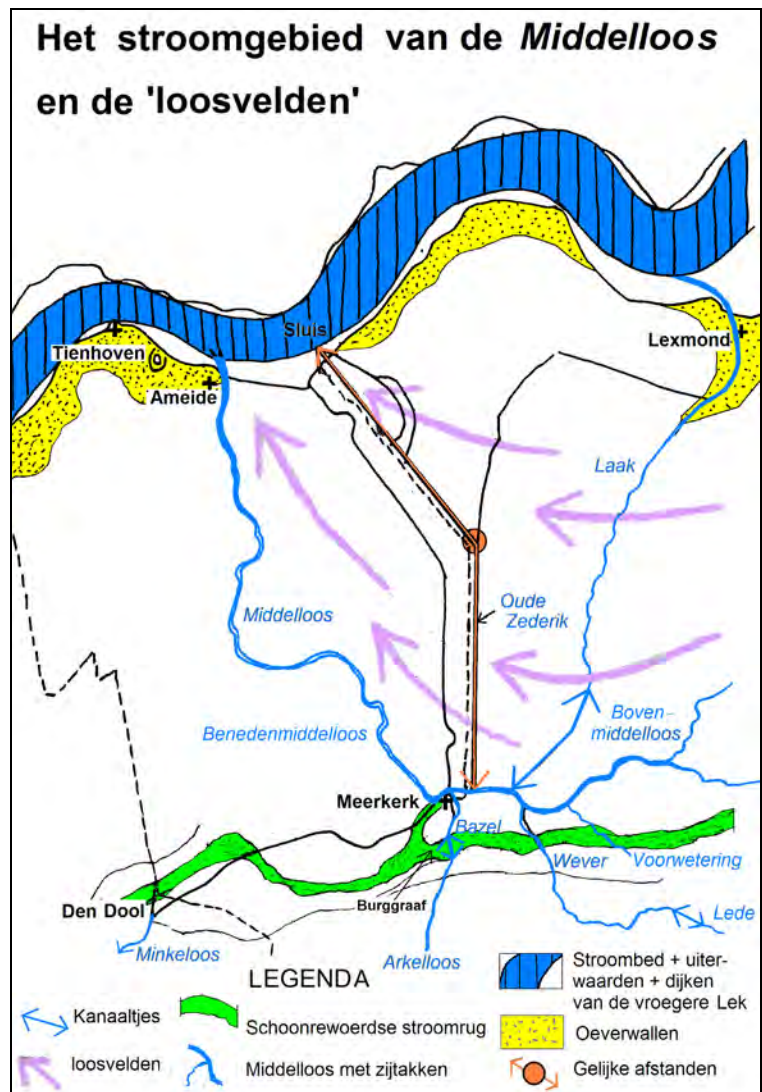 Het stroomgebied van de Middelloos
en de 'loosvelden'
Sluis
Tienhoven
Ameide
Lexmond
Laak
Oude
Zederik
Middelloos
Boven-
middelloos
Benedenmiddelloos
Meerkerk
Bazel
Wever
Voorwetering
Den Dool
Burggraaf
Lede
Minkeloos
Arkelloos
LEGENDA
Kanaaltjes
Schoonrewoerdse stroomrug
Stroombed + uiter-
waarden + dijken
van de vroegere Lek
Oeverwallen
loosvelden
Middelloos met zijtakken
Gelijke afstanden